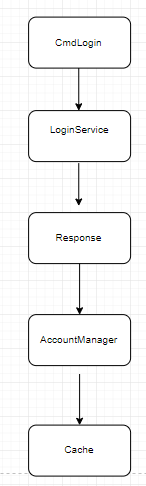 CmdLogin
LoginService
Response
AccountManager
Cache